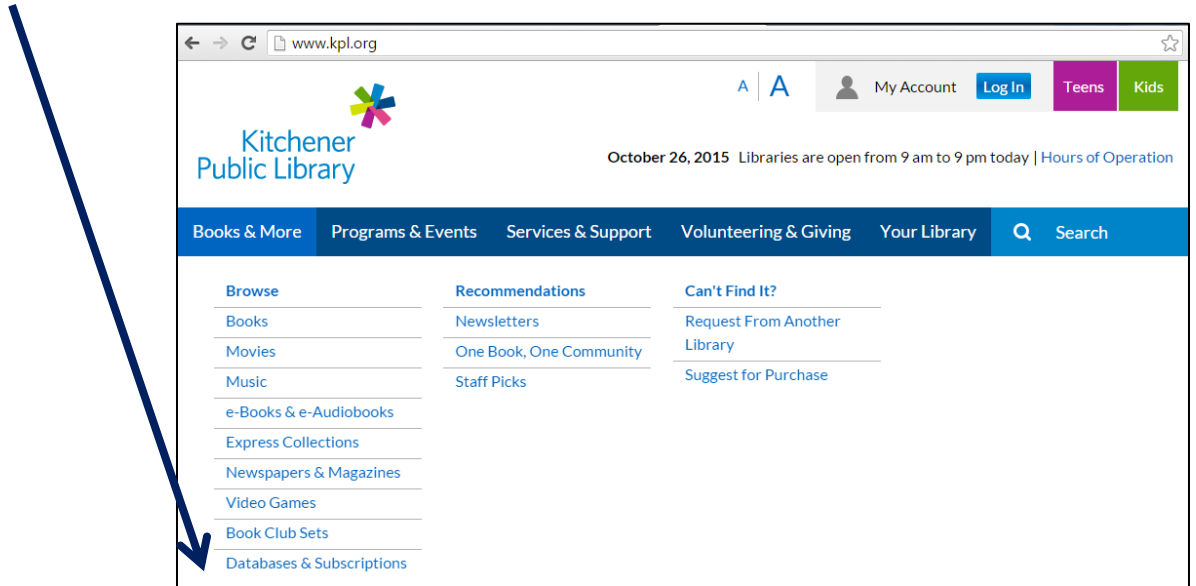 www.kpl.org
A A My Account Log In Teens Kids
Kitchener
Public Library
October 26, 2015 Libraries are open from 9 am to 9 pm today | Hours of Operation
Books & More Programs & Events Services & Support Volunteering & Giving Your Library Search
Browse
Books
Movies
Music
e-Books & e-Audiobooks
Express Collections
Newspapers & Magazines
Video Games
Book Club Sets
Databases & Subscriptions
Recommendations
Newsletters
One Book, One Community
Staff Picks
Can't Find It?
Request From Another
Library
Suggest for Purchase